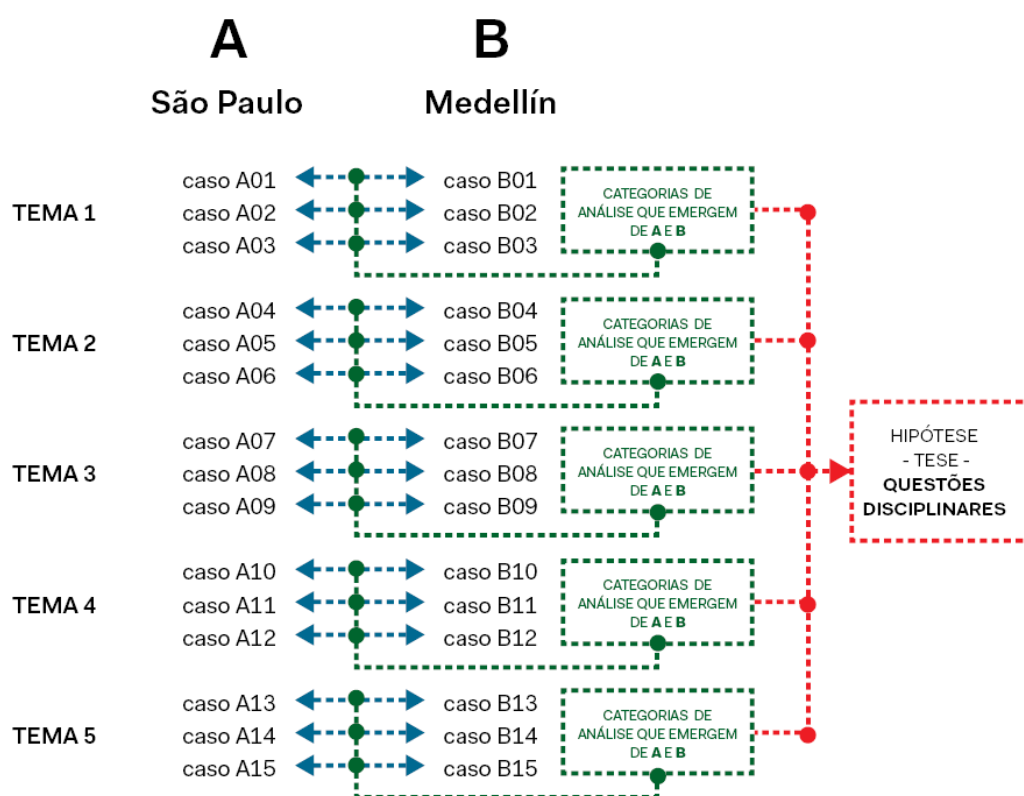 A B
São Paulo Medellín
caso A01 caso B01
TEMA 1 caso A02 caso B02
caso A03 caso B03
CATEGORIAS DE
ANÁLISE QUE EMERGEM
DE A E B
caso A04 caso B04
TEMA 2 caso A05 caso B05
caso A06 caso B06
CATEGORIAS DE
ANÁLISE QUE EMERGEM
DE A E B
caso A07 caso B07
TEMA 3 caso A08 caso B08
caso A09 caso B09
CATEGORIAS DE
ANÁLISE QUE EMERGEM
DE A E B
caso A10 caso B10
TEMA 4 caso A11 caso B11
caso A12 caso B12
CATEGORIAS DE
ANÁLISE QUE EMERGEM
DE A E B
caso A13 caso B13
TEMA 5 caso A14 caso B14
caso A15 caso B15
CATEGORIAS DE
ANÁLISE QUE EMERGEM
DE A E B
HIPÓTESE
- TESE -
QUESTÕES
DISCIPLINARES